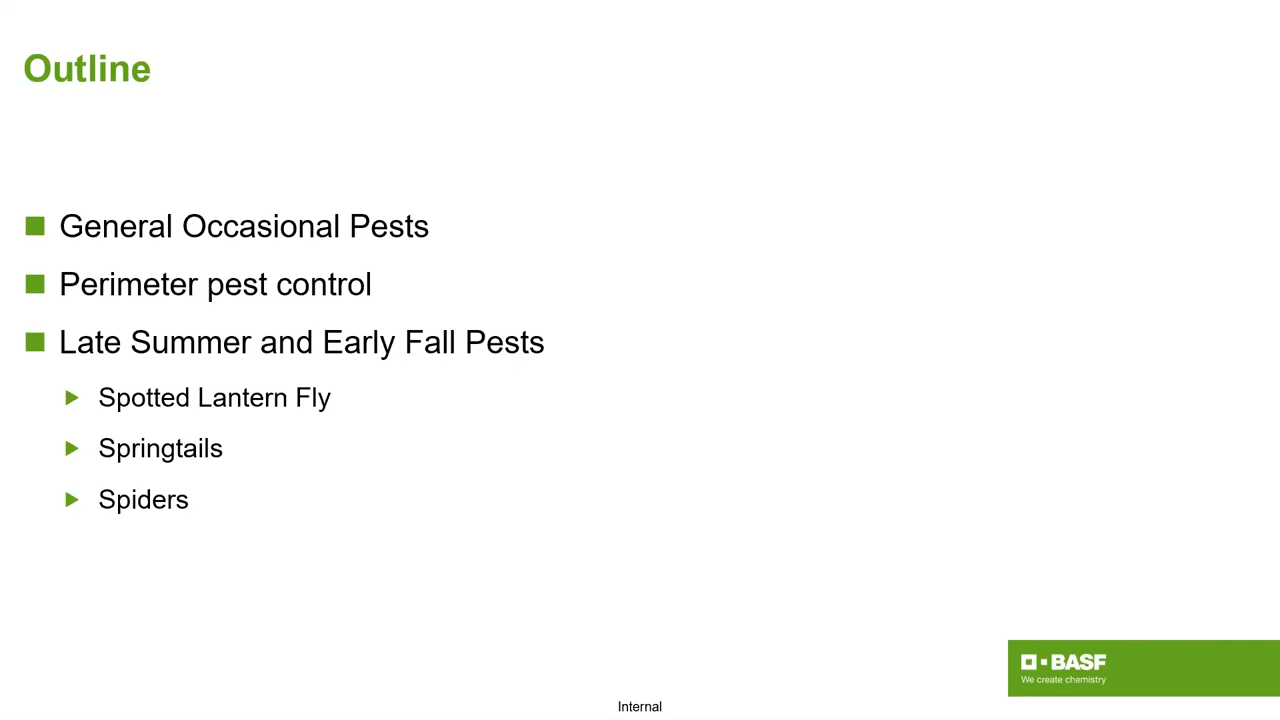 Outline
General Occasional Pests
Perimeter pest control
Late Summer and Early Fall Pests
Spotted Lantern Fly
Springtails
Spiders
BASF
We create chemistry
Internal